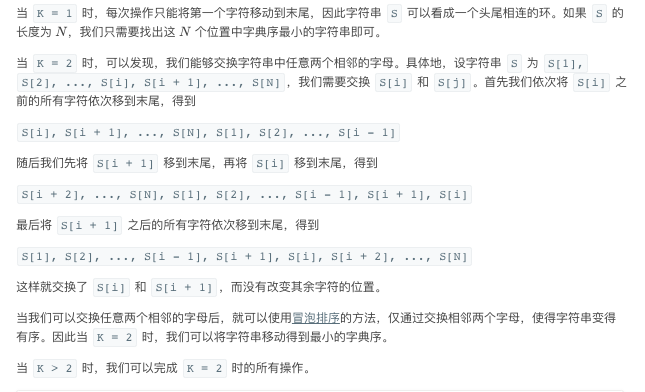 当 K = 1 时，每次操作只能将第一个字符移动到末尾，因此字符串 S 可以看成一个头尾相连的环。如果 S 的
长度为 N，我们只需要找出这 N 个位置中字典序最小的字符串即可。
当 K = 2 时，可以发现，我们能够交换字符串中任意两个相邻的字母。具体地，设字符串 S 为 S[1],
S[2], ..., S[i], S[i + 1], ..., S[N]，我们需要交换 S[i] 和 S[j]。首先我们依次将 S[i] 之
前的所有字符依次移到末尾，得到
S[i], S[i + 1], ..., S[N], S[1], S[2], ..., S[i - 1]
随后我们先将 S[i + 1] 移到末尾，再将 S[i] 移到末尾，得到
S[i + 2], ..., S[N], S[1], S[2], ..., S[i - 1], S[i + 1], S[i]
最后将 S[i + 1] 之后的所有字符依次移到末尾，得到
S[1], S[2], ..., S[i - 1], S[i + 1], S[i], S[i + 2], ..., S[N]
这样就交换了 S[i] 和 S[i + 1]，而没有改变其余字符的位置。
当我们可以交换任意两个相邻的字母后，就可以使用冒泡排序的方法，仅通过交换相邻两个字母，使得字符串变得
有序。因此当 K = 2 时，我们可以将字符串移动得到最小的字典序。
当 K > 2 时，我们可以完成 K = 2 时的所有操作。